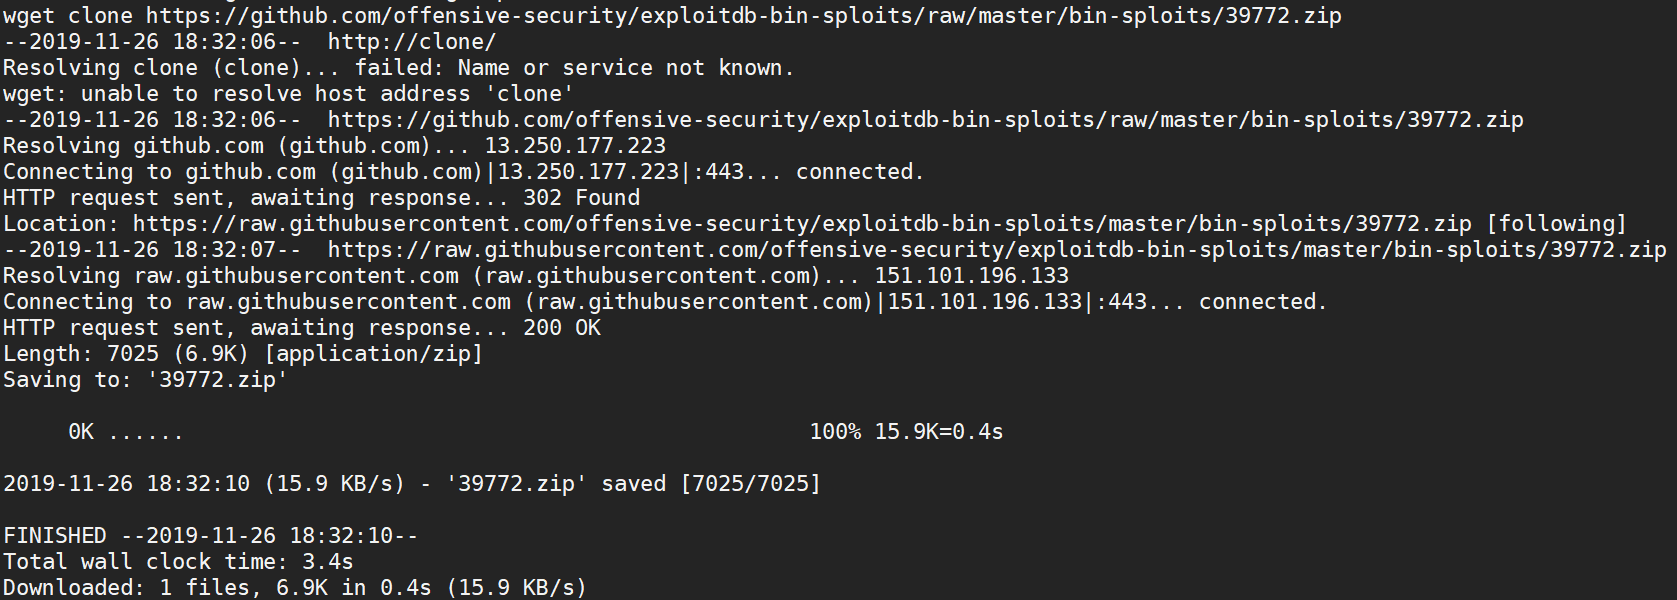 wget clone https://github.com/offensive-security/exploitdb-bin-sploits/raw/master/bin-sploits/39772.zip
--2019-11-26 18:32:06--  http://clone/
Resolving clone (clone)... failed: Name or service not known.
wget: unable to resolve host address 'clone'
--2019-11-26 18:32:06--  https://github.com/offensive-security/exploitdb-bin-sploits/raw/master/bin-sploits/39772.zip
Resolving github.com (github.com)... 13.250.177.223
Connecting to github.com (github.com)|13.250.177.223|:443... connected.
HTTP request sent, awaiting response... 302 Found
Location: https://raw.githubusercontent.com/offensive-security/exploitdb-bin-sploits/master/bin-sploits/39772.zip [following]
--2019-11-26 18:32:07--  https://raw.githubusercontent.com/offensive-security/exploitdb-bin-sploits/master/bin-sploits/39772.zip
Resolving raw.githubusercontent.com (raw.githubusercontent.com)... 151.101.196.133
Connecting to raw.githubusercontent.com (raw.githubusercontent.com)|151.101.196.133|:443... connected.
HTTP request sent, awaiting response... 200 OK
Length: 7025 (6.9K) [application/zip]
Saving to: '39772.zip'
     0K ......                                                100% 15.9K=0.4s
2019-11-26 18:32:10 (15.9 KB/s) - '39772.zip' saved [7025/7025]
FINISHED --2019-11-26 18:32:10--
Total wall clock time: 3.4s
Downloaded: 1 files, 6.9K in 0.4s (15.9 KB/s)